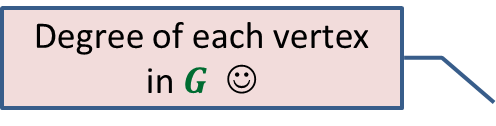 Degree of each vertex
in G ☺